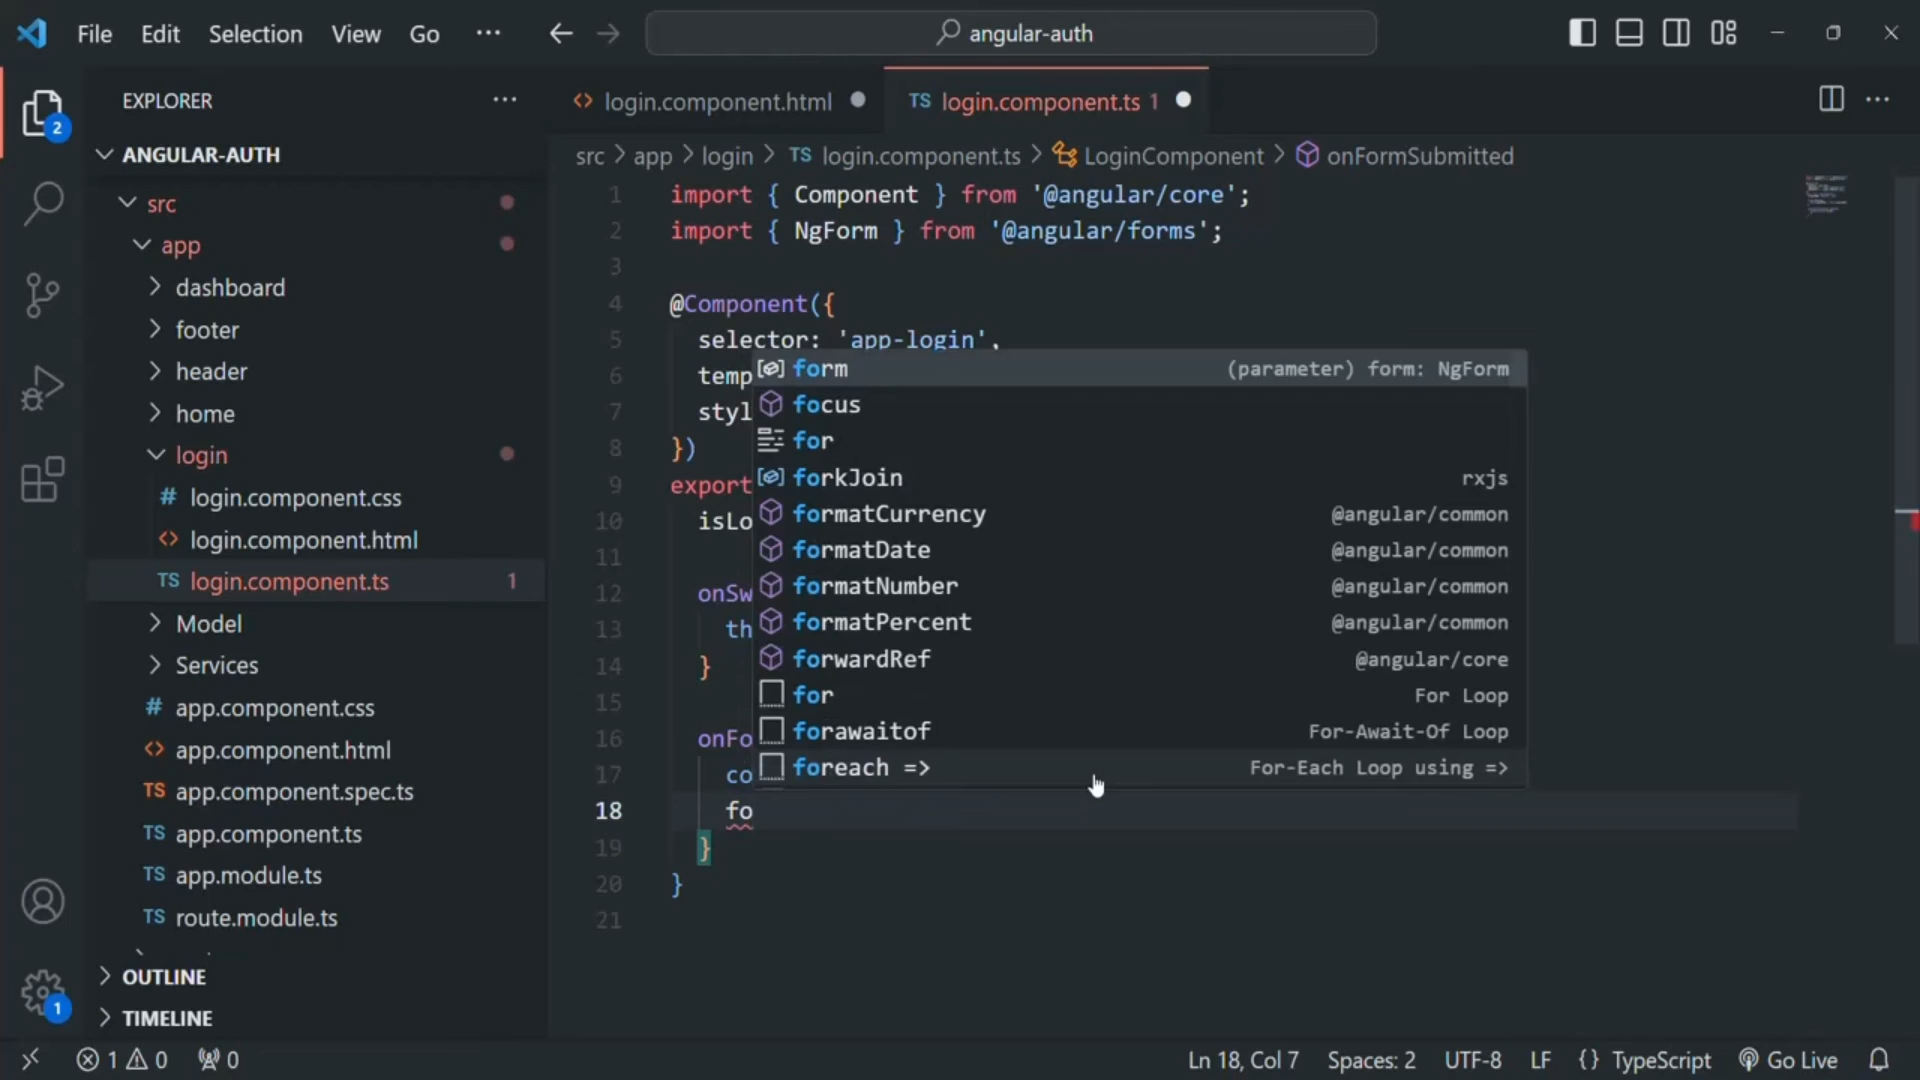 File Edit Selection View Go ··· angular-auth
EXPLORER ···
2
ANGULAR-AUTH
src
app
dashboard
footer
header
home
login
# login.component.css
<> login.component.html
TS login.component.ts 1
Model
Services
# app.component.css
<> app.component.html
TS app.component.spec.ts
TS app.component.ts
TS app.module.ts
TS route.module.ts
OUTLINE
1
TIMELINE
<> login.component.html
TS login.component.ts 1
src > app > login > TS login.component.ts > LoginComponent > onFormSubmitted
1 import { Component } from '@angular/core';
2 import { NgForm } from '@angular/forms';
3
4 @Component({
5 selector: 'app-login',
6 temp
7 styl
8 })
9 export
10 isLo
11
12 onSw
13 th
14 }
15
16 onFo
17 co
18 fo
19 }
20 }
21
form (parameter) form: NgForm
focus
for
forkJoin rxjs
formatCurrency @angular/common
formatDate @angular/common
formatNumber @angular/common
formatPercent @angular/common
forwardRef @angular/core
for For Loop
forawaitof For-Await-Of Loop
foreach => For-Each Loop using =>
1 0 0 Ln 18, Col 7 Spaces: 2 UTF-8 LF {} TypeScript Go Live